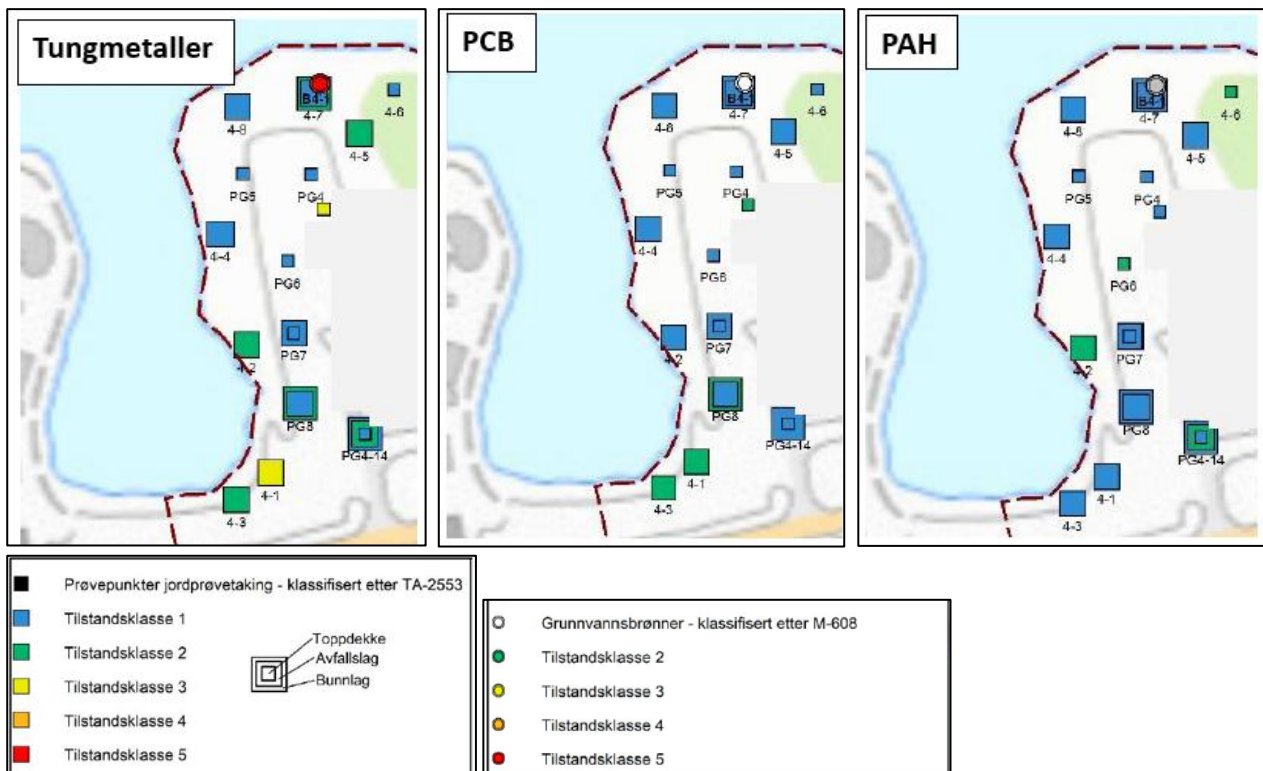 Tungmetaller
B4-1
4-7
4-6
4-8
4-5
PG5
PG4
4-4
PG6
PG7
4-2
PG8
PG4-14
4-1
4-3
PCB
B4-1
4-7
4-6
4-8
4-5
PG5
PG4
4-4
PG6
PG7
4-2
PG8
PG4-14
4-1
4-3
PAH
B4-1
4-7
4-6
4-8
4-5
PG5
PG4
4-4
PG6
PG7
4-2
PG8
PG4-14
4-1
4-3
Prøvepunkter jordprøvetaking - klassifisert etter TA-2553
Tilstandsklasse 1
Tilstandsklasse 2
Tilstandsklasse 3
Tilstandsklasse 4
Tilstandsklasse 5
Toppdekke
Avfallslag
Bunnlag
Grunnvannsbrønner - klassifisert etter M-608
Tilstandsklasse 2
Tilstandsklasse 3
Tilstandsklasse 4
Tilstandsklasse 5